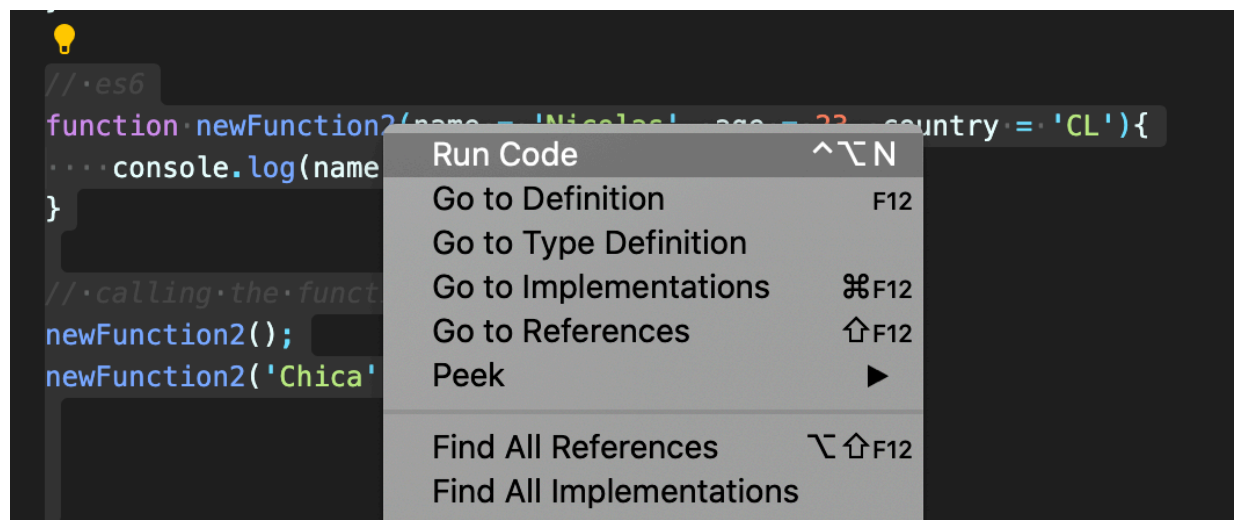 // es6
function newFunction2(name = 'Nicolas', age = 23, country = 'CL'){
console.log(name
}
// calling the functi
newFunction2();
newFunction2('Chica'
Run Code ^⌥N
Go to Definition F12
Go to Type Definition
Go to Implementations ⌘F12
Go to References ⇧F12
Peek ▶
Find All References ⌥⇧F12
Find All Implementations